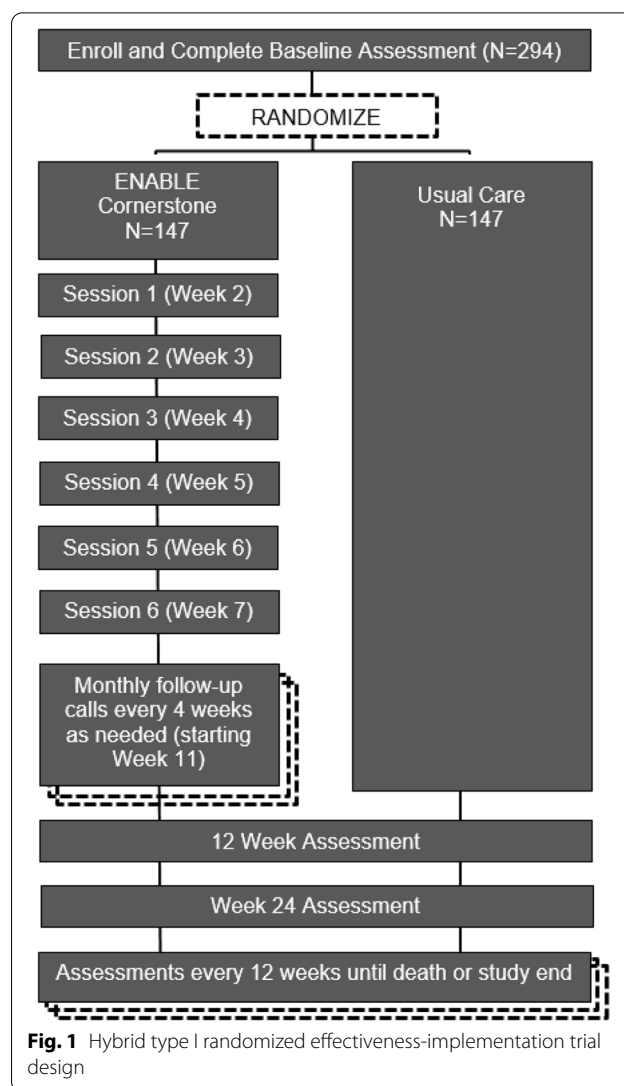 Enroll and Complete Baseline Assessment (N=294)
RANDOMIZE
ENABLE
Cornerstone
N=147
Usual Care
N=147
Session 1 (Week 2)
Session 2 (Week 3)
Session 3 (Week 4)
Session 4 (Week 5)
Session 5 (Week 6)
Session 6 (Week 7)
Monthly follow-up
calls every 4 weeks
as needed (starting
Week 11)
12 Week Assessment
Week 24 Assessment
Assessments every 12 weeks until death or study end
Fig. 1 Hybrid type I randomized effectiveness-implementation trial
design